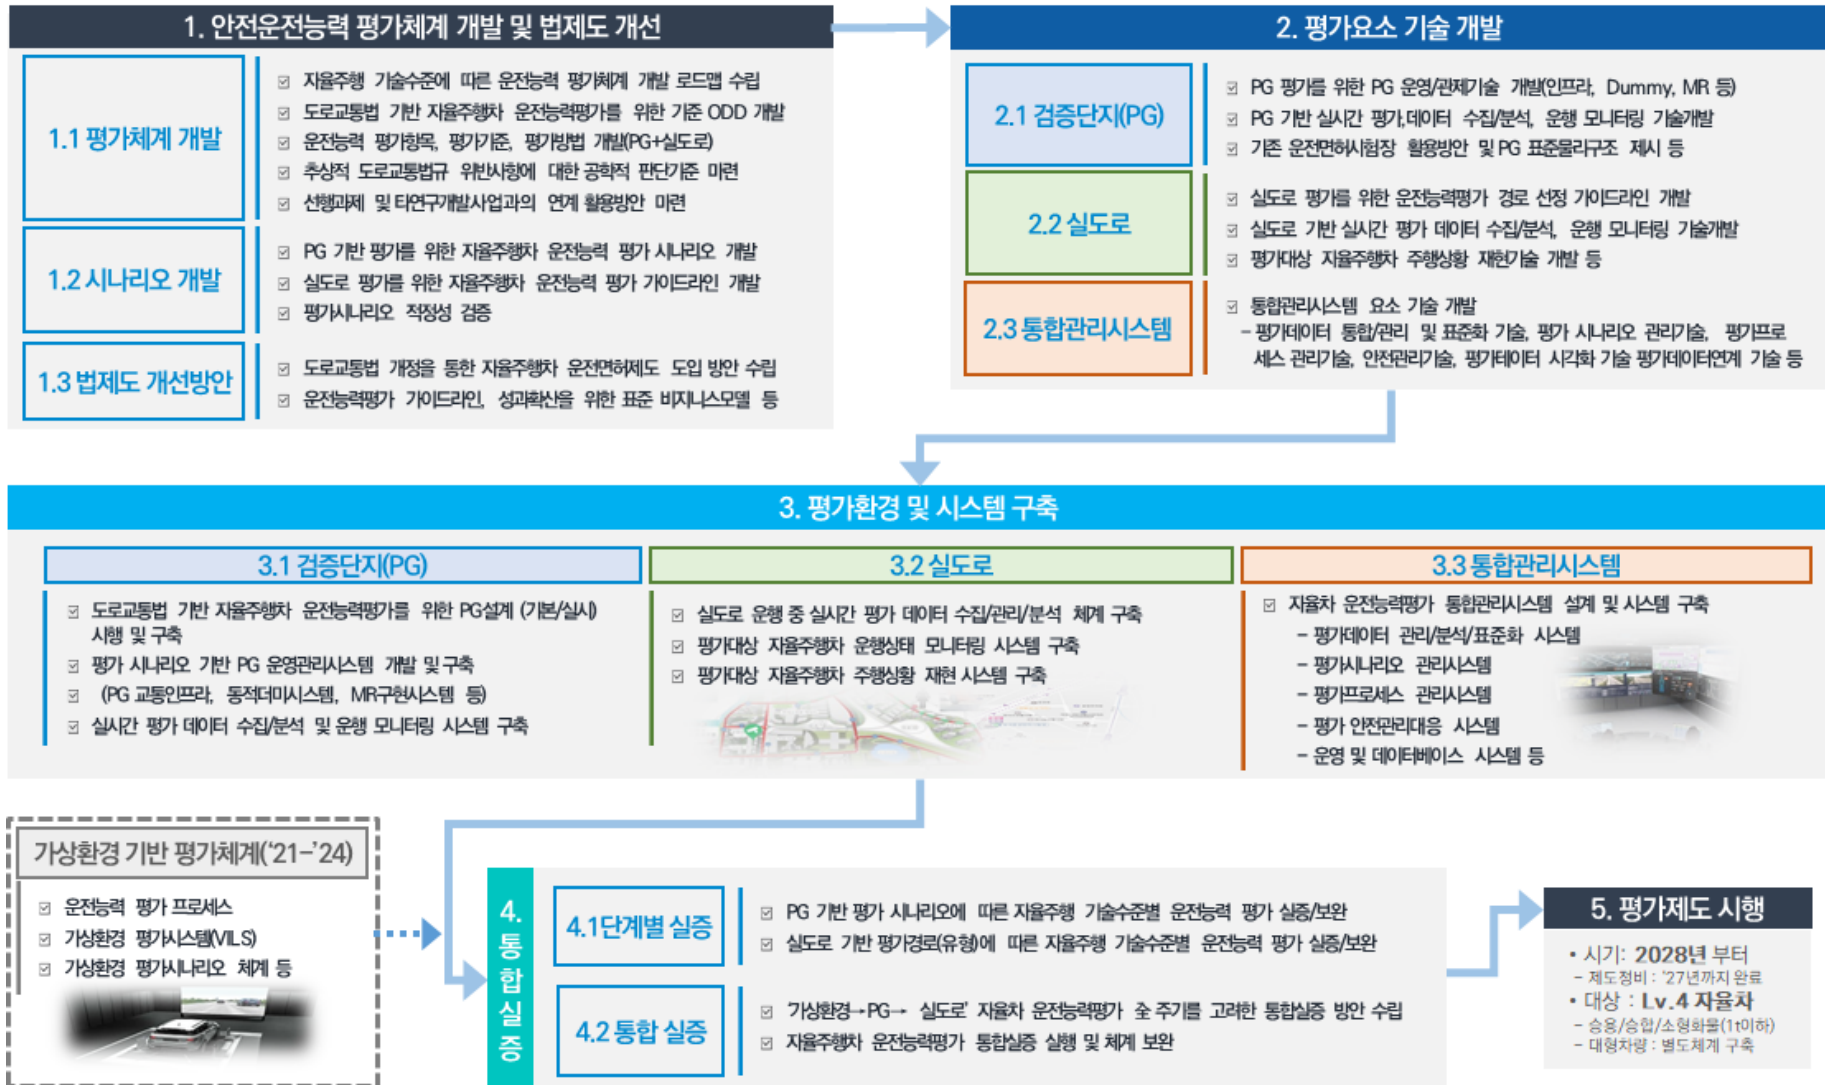 1. 안전운전능력 평가체계 개발 및 법제도 개선
1.1 평가체계 개발
☑ 자율주행 기술수준에 따른 운전능력 평가체계 개발 로드맵 수립
☑ 도로교통법 기반 자율주행차 운전능력평가를 위한 기준 ODD 개발
☑ 운전능력 평가항목, 평가기준, 평가방법 개발(PG+실도로)
☑ 추상적 도로교통법규 위반사항에 대한 공학적 판단기준 마련
☑ 선행과제 및 타연구개발사업과의 연계 활용방안 마련
1.2 시나리오 개발
☑ PG 기반 평가를 위한 자율주행차 운전능력 평가 시나리오 개발
☑ 실도로 평가를 위한 자율주행차 운전능력 평가 가이드라인 개발
☑ 평가시나리오 적정성 검증
1.3 법제도 개선방안
☑ 도로교통법 개정을 통한 자율주행차 운전면허제도 도입 방안 수립
☑ 운전능력평가 가이드라인, 성과확산을 위한 표준 비지니스모델 등
2. 평가요소 기술 개발
2.1 검증단지(PG)
☑ PG 평가를 위한 PG 운영/관제기술 개발(인프라, Dummy, MR 등)
☑ PG 기반 실시간 평가,데이터 수집/분석, 운행 모니터링 기술개발
☑ 기존 운전면허시험장 활용방안 및 PG 표준물리구조 제시 등
2.2 실도로
☑ 실도로 평가를 위한 운전능력평가 경로 선정 가이드라인 개발
☑ 실도로 기반 실시간 평가 데이터 수집/분석, 운행 모니터링 기술개발
☑ 평가대상 자율주행차 주행상황 재현기술 개발 등
2.3 통합관리시스템
☑ 통합관리시스템 요소 기술 개발
– 평가데이터 통합/관리 및 표준화 기술, 평가 시나리오 관리기술, 평가프로
세스 관리기술, 안전관리기술, 평가테이터 시각화 기술 평가데이터연계 기술 등
3. 평가환경 및 시스템 구축
3.1 검증단지(PG)
☑ 도로교통법 기반 자율주행차 운전능력평가를 위한 PG설계 (기본/실시)
시행 및 구축
☑ 평가 시나리오 기반 PG 운영관리시스템 개발 및 구축
☑ (PG 교통인프라, 동적더미시스템, MR구현시스템 등)
☑ 실시간 평가 데이터 수집/분석 및 운행 모니터링 시스템 구축
3.2 실도로
☑ 실도로 운행 중 실시간 평가 데이터 수집/관리/분석 체계 구축
☑ 평가대상 자율주행차 운행상태 모니터링 시스템 구축
☑ 평가대상 자율주행차 주행상황 재현 시스템 구축
3.3 통합관리시스템
☑ 자율차 운전능력평가 통합관리시스템 설계 및 시스템 구축
– 평가데이터 관리/분석/표준화 시스템
– 평가시나리오 관리시스템
– 평가프로세스 관리시스템
– 평가 안전관리대응 시스템
– 운영 및 데이터베이스 시스템 등
가상환경 기반 평가체계('21–'24)
☑ 운전능력 평가 프로세스
☑ 가상환경 평가시스템(VILS)
☑ 가상환경 평가시나리오 체계 등
4. 통합실증
4.1단계별 실증
☑ PG 기반 평가 시나리오에 따른 자율주행 기술수준별 운전능력 평가 실증/보완
☑ 실도로 기반 평가경로(유형)에 따른 자율주행 기술수준별 운전능력 평가 실증/보완
4.2 통합 실증
☑ '가상환경→PG→ 실도로' 자율차 운전능력평가 全 주기를 고려한 통합실증 방안 수립
☑ 자율주행차 운전능력평가 통합실증 실행 및 체계 보완
5. 평가제도 시행
• 시기: 2028년 부터
– 제도정비 : '27년까지 완료
• 대상 : Lv.4 자율차
– 승용/승합/소형화물(1t이하)
– 대형차량 : 별도체계 구축